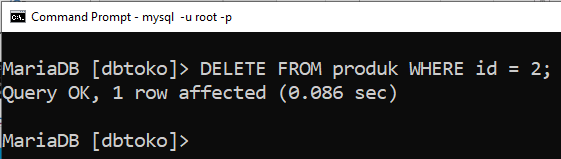 Command Prompt - mysql -u root -p
MariaDB [dbtoko]> DELETE FROM produk WHERE id = 2;
Query OK, 1 row affected (0.086 sec)
MariaDB [dbtoko]>